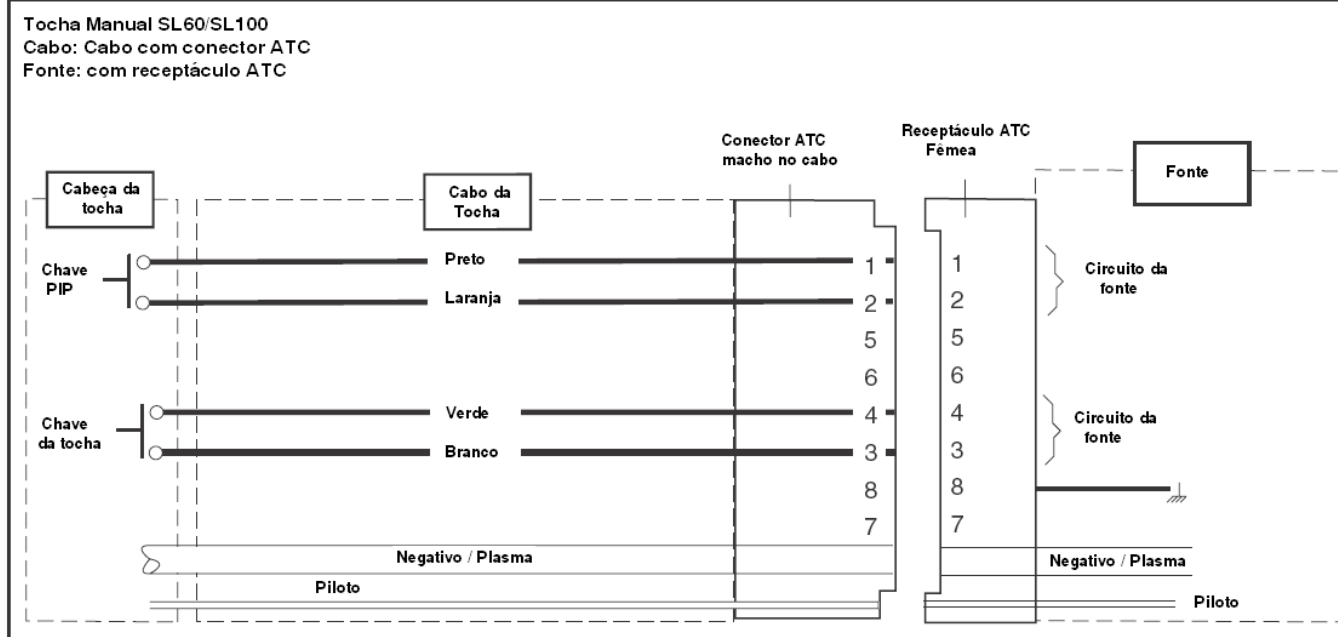 Tocha Manual SL60/SL100
Cabo: Cabo com conector ATC
Fonte: com receptáculo ATC
Conector ATC
macho no cabo
Receptáculo ATC
Fêmea
Fonte
Cabeça da
tocha
Cabo da
Tocha
Chave
PIP
Preto
Laranja
1
2
5
6
4
3
8
7
1
2
5
6
4
3
8
7
Circuito da
fonte
Chave
da tocha
Verde
Branco
Circuito da
fonte
Negativo / Plasma
Piloto
Negativo / Plasma
Piloto